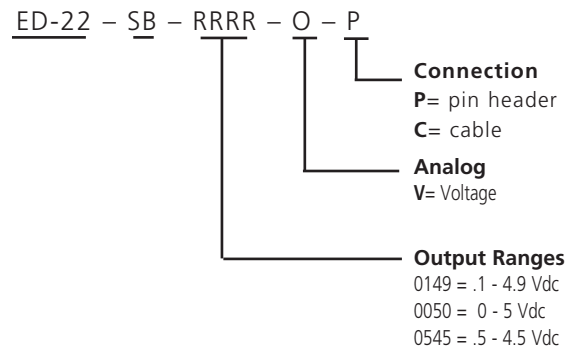 ED-22 – SB – RRRR – O – P
Connection
P= pin header
C= cable
Analog
V= Voltage
Output Ranges
0149 = .1 - 4.9 Vdc
0050 = 0 - 5 Vdc
0545 = .5 - 4.5 Vdc